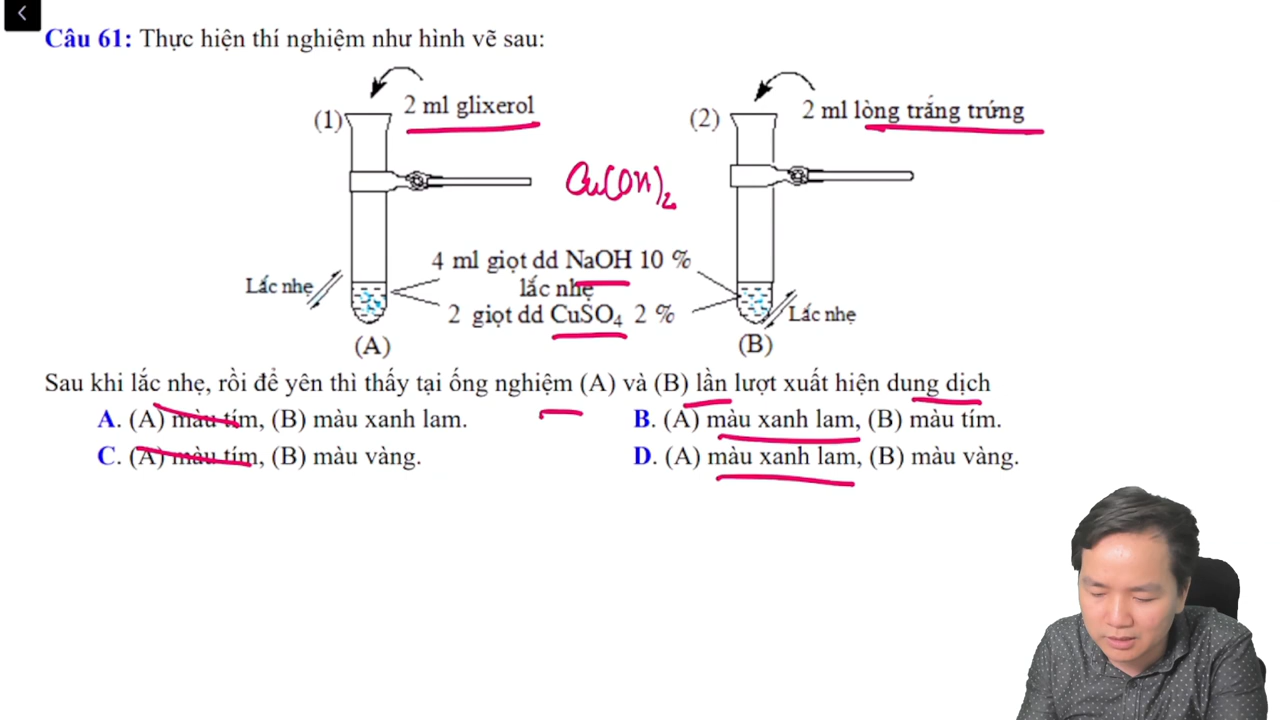 Câu 61: Thực hiện thí nghiệm như hình vẽ sau:
(1)
2 ml glixerol
(2)
2 ml lòng trắng trứng
Cu(OH)₂
4 ml giọt dd NaOH 10 %
Lắc nhẹ
lắc nhẹ
2 giọt dd CuSO₄ 2 %
Lắc nhẹ
(A)
(B)
Sau khi lắc nhẹ, rồi để yên thì thấy tại ống nghiệm (A) và (B) lần lượt xuất hiện dung dịch
A. (A) màu tím, (B) màu xanh lam.
B. (A) màu xanh lam, (B) màu tím.
C. (A) màu tím, (B) màu vàng.
D. (A) màu xanh lam, (B) màu vàng.